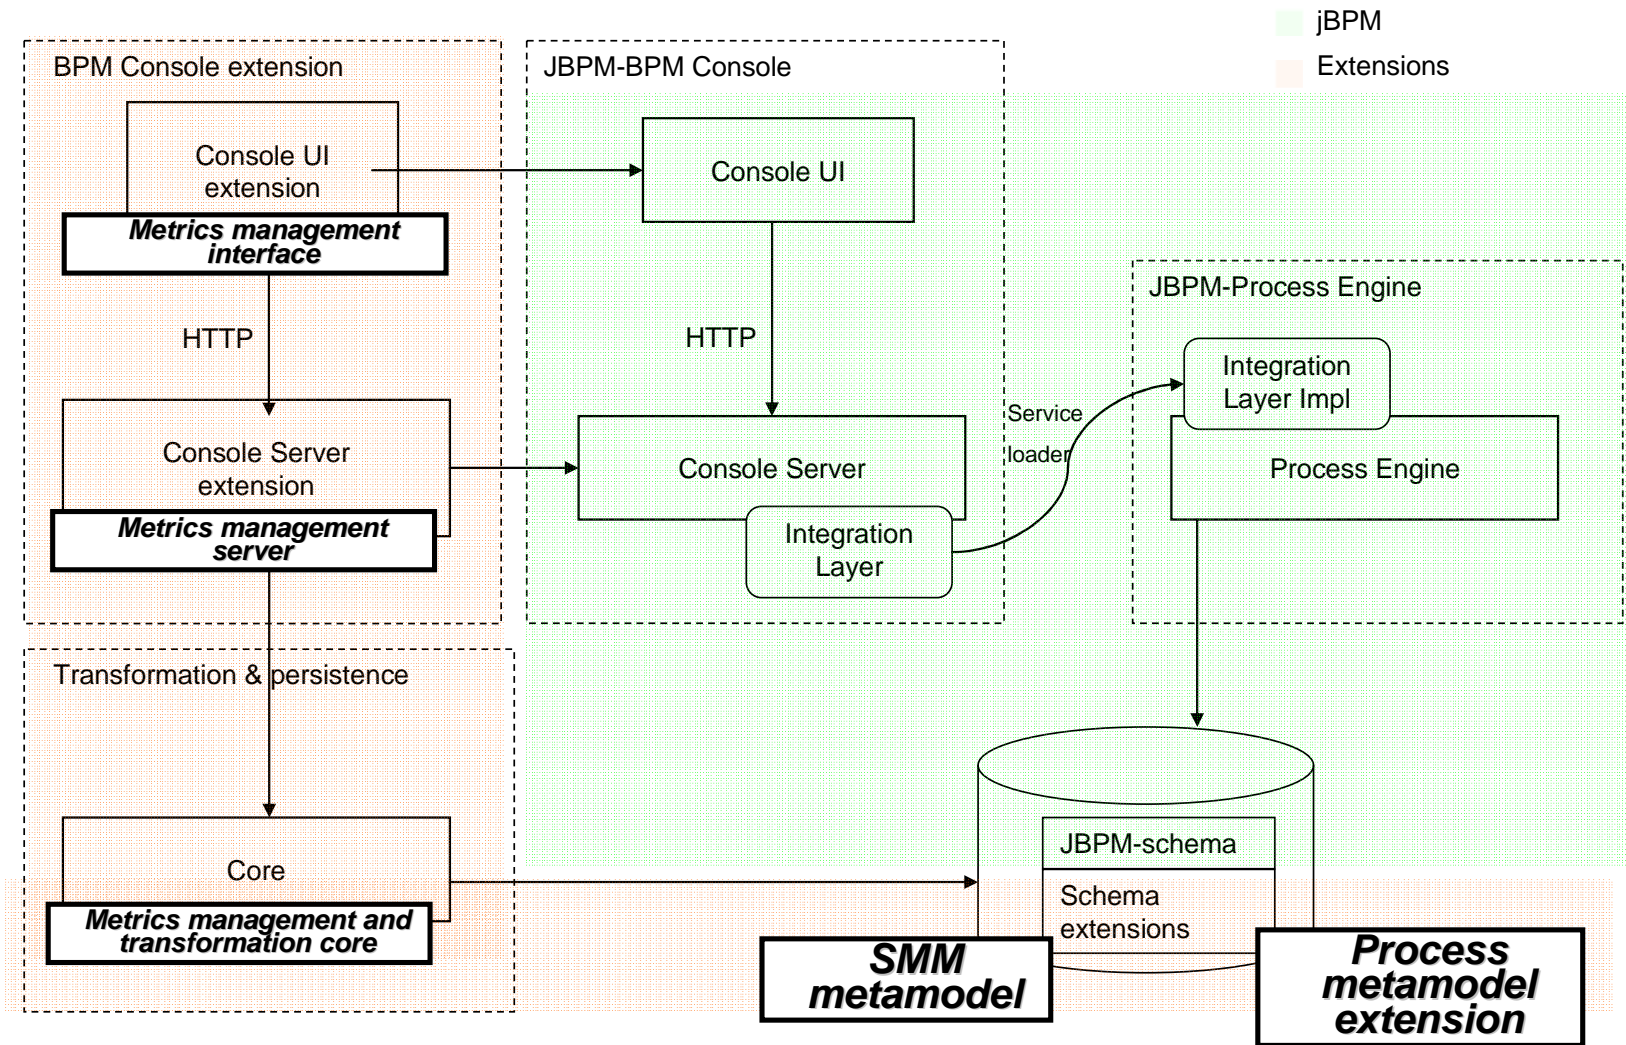 jBPM
Extensions
BPM Console extension
Console UI
extension
Metrics management
interface
HTTP
Console Server
extension
Metrics management
server
Transformation & persistence
Core
Metrics management and
transformation core
JBPM-BPM Console
Console UI
HTTP
Console Server
Integration
Layer
Service
loader
JBPM-Process Engine
Integration
Layer Impl
Process Engine
JBPM-schema
Schema
extensions
SMM
metamodel
Process
metamodel
extension